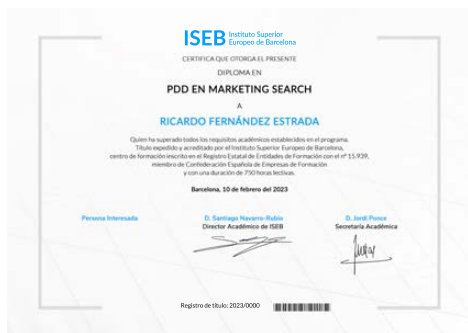 ISEB Instituto Superior
Europeo de Barcelona
CERTIFICA QUE OTORGA EL PRESENTE
DIPLOMA EN
PDD EN MARKETING SEARCH
A
RICARDO FERNÁNDEZ ESTRADA
Quien ha superado todos los requisitos académicos establecidos en el programa.
Título expedido y acreditado por el Instituto Superior Europeo de Barcelona,
centro de formación inscrito en el Registro Estatal de Entidades de Formación con el nº 15.939,
miembro de Confederación Española de Empresas de Formación
y con una duración de 750 horas lectivas.
Barcelona, 10 de febrero del 2023
Persona Interesada
D. Santiago Navarro-Rubio
Director Académico de ISEB
D. Jordi Ponce
Secretaría Académica
Registro de título: 2023/0000